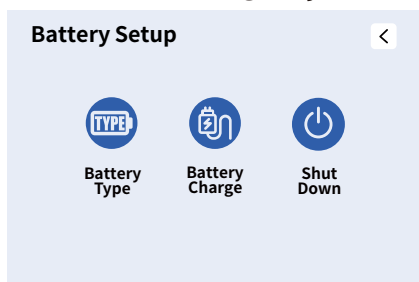 Battery Setup
TYPE
Battery
Type
Battery
Charge
Shut
Down